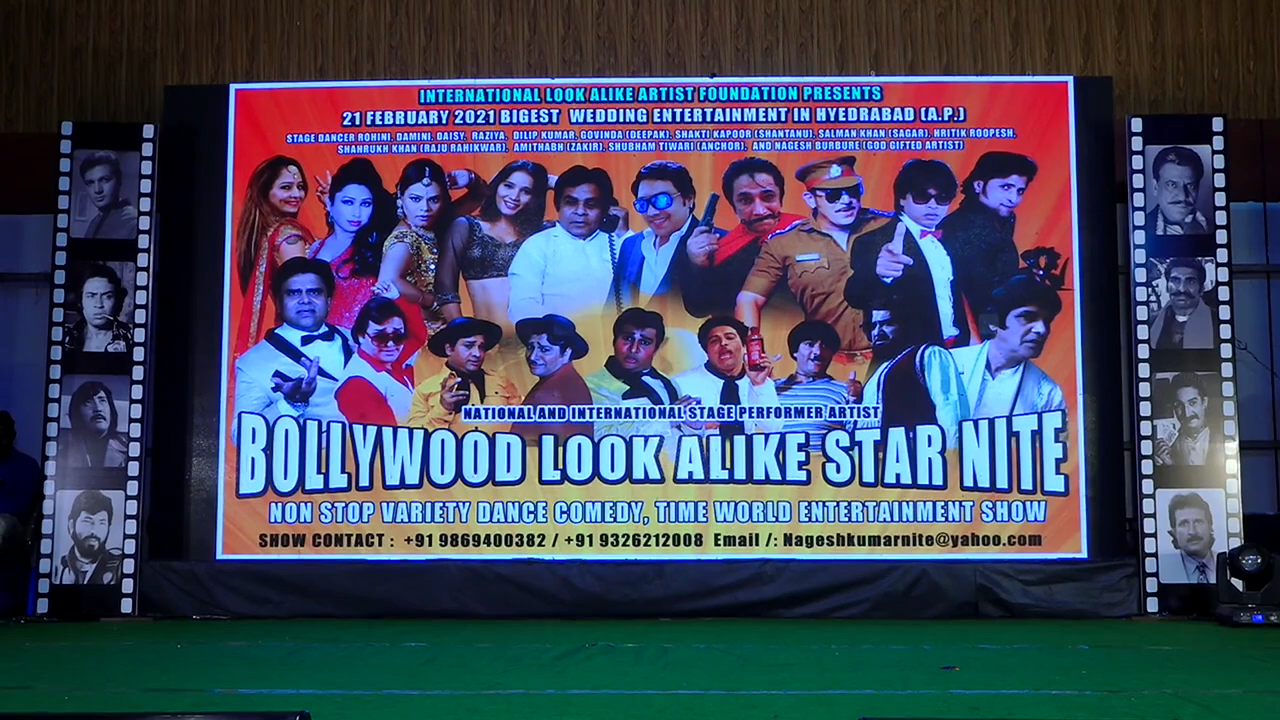 INTERNATIONAL LOOK ALIKE ARTIST FOUNDATION PRESENTS
21 FEBRUARY 2021 BIGEST WEDDING ENTERTAINMENT IN HYEDRABAD (A.P.)
STAGE DANCER ROHINI, DAMINI, DAISY, RAZIYA, DILIP KUMAR, GOVINDA (DEEPAK), SHAKTI KAPOOR (SHANTANU), SALMAN KHAN (SAGAR), HRITIK ROOPESH,
SHAHRUKH KHAN (RAJU RAHIKWAR), AMITHABH (ZAKIR), SHUBHAM TIWARI (ANCHOR), AND NAGESH BURBURE (GOD GIFTED ARTIST)
NATIONAL AND INTERNATIONAL STAGE PERFORMER ARTIST
BOLLYWOOD LOOK ALIKE STAR NITE
NON STOP VARIETY DANCE COMEDY, TIME WORLD ENTERTAINMENT SHOW
SHOW CONTACT : +91 9869400382 / +91 9326212008 Email /: Nageshkumarnite@yahoo.com